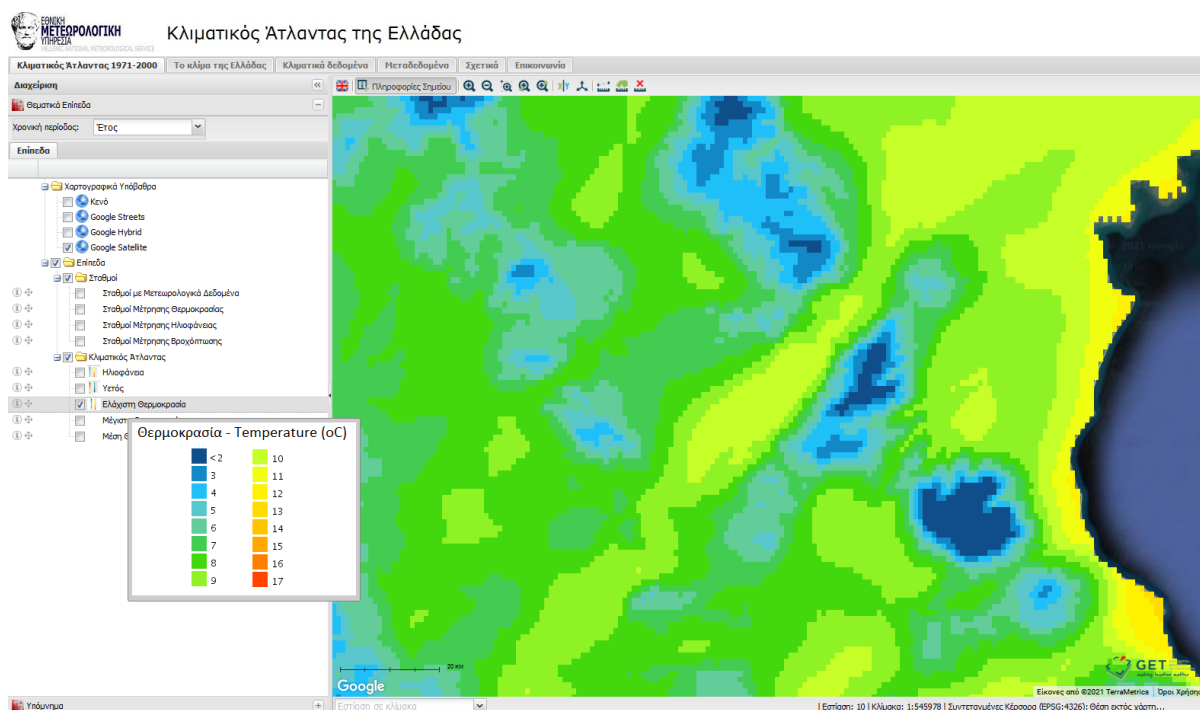 ΕΘΝΙΚΗ
ΜΕΤΕΩΡΟΛΟΓΙΚΗ
ΥΠΗΡΕΣΙΑ
HELLENIC NATIONAL METEOROLOGICAL SERVICE
Κλιματικός Άτλαντας της Ελλάδας
Κλιματικός Άτλαντας 1971-2000 Το κλίμα της Ελλάδας Κλιματικά δεδομένα Μεταδεδομένα Σχετικά Επικοινωνία
Διαχείριση
Πληροφορίες Σημείου
Θεματικά Επίπεδα
Χρονική περίοδος: Έτος
Επίπεδα
Χαρτογραφικά Υπόβαθρα
Κενό
Google Streets
Google Hybrid
Google Satellite
Επίπεδα
Σταθμοί
Σταθμοί με Μετεωρολογικά Δεδομένα
Σταθμοί Μέτρησης Θερμοκρασίας
Σταθμοί Μέτρησης Ηλιοφάνειας
Σταθμοί Μέτρησης Βροχόπτωσης
Κλιματικός Άτλαντας
Ηλιοφάνεια
Υετός
Ελάχιστη Θερμοκρασία
Μέγιστ
Μέση
Θερμοκρασία - Temperature (oC)
<2 10
3 11
4 12
5 13
6 14
7 15
8 16
9 17
© 2021 Google
20 KM
Google
GET
Εικόνες από ©2021 TerraMetrics Όροι Χρήσης
Υπόμνημα
Εστίαση σε κλίμακα
| Εστίαση: 10 | Κλίμακα: 1:545978 | Συντεταγμένες Κέρσορα (EPSG:4326): Θέση εκτός χάρτη...